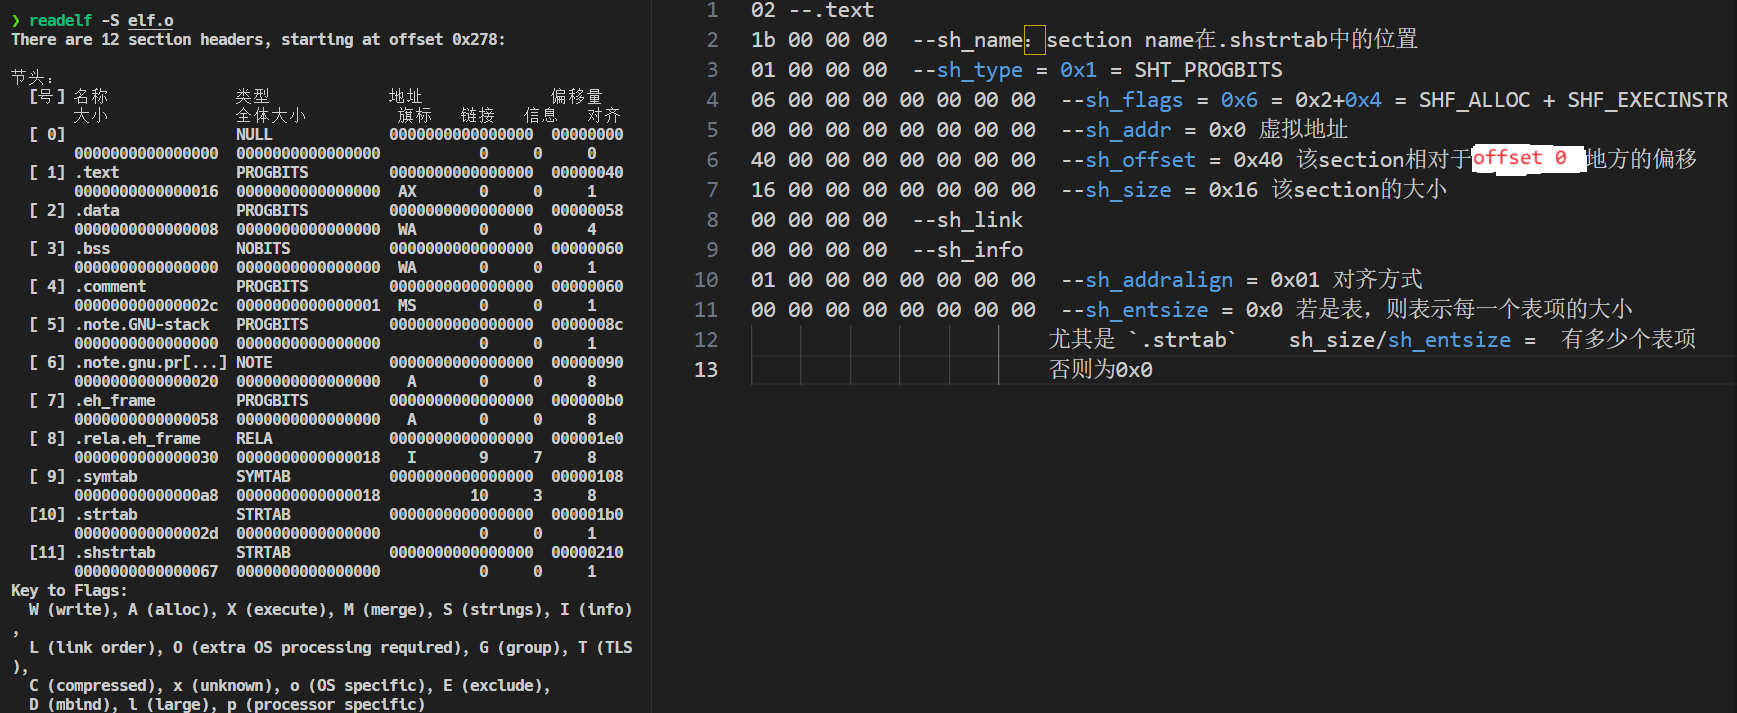 ❯ readelf -S elf.o
There are 12 section headers, starting at offset 0x278:
节头：
[号] 名称 类型 地址 偏移量
大小 全体大小 旗标 链接 信息 对齐
[ 0] NULL 0000000000000000 00000000
0000000000000000 0000000000000000 0 0 0
[ 1] .text PROGBITS 0000000000000000 00000040
0000000000000016 0000000000000000 AX 0 0 1
[ 2] .data PROGBITS 0000000000000000 00000058
0000000000000008 0000000000000000 WA 0 0 4
[ 3] .bss NOBITS 0000000000000000 00000060
0000000000000000 0000000000000000 WA 0 0 1
[ 4] .comment PROGBITS 0000000000000000 00000060
000000000000002c 0000000000000001 MS 0 0 1
[ 5] .note.GNU-stack PROGBITS 0000000000000000 0000008c
0000000000000000 0000000000000000 0 0 1
[ 6] .note.gnu.pr[...] NOTE 0000000000000000 00000090
0000000000000020 0000000000000000 A 0 0 8
[ 7] .eh_frame PROGBITS 0000000000000000 000000b0
0000000000000058 0000000000000000 A 0 0 8
[ 8] .rela.eh_frame RELA 0000000000000000 000001e0
0000000000000030 0000000000000018 I 9 7 8
[ 9] .symtab SYMTAB 0000000000000000 00000108
00000000000000a8 0000000000000018 10 3 8
[10] .strtab STRTAB 0000000000000000 000001b0
000000000000002d 0000000000000000 0 0 1
[11] .shstrtab STRTAB 0000000000000000 00000210
0000000000000067 0000000000000000 0 0 1
Key to Flags:
W (write), A (alloc), X (execute), M (merge), S (strings), I (info)
,
L (link order), O (extra OS processing required), G (group), T (TLS
),
C (compressed), x (unknown), o (OS specific), E (exclude),
D (mbind), l (large), p (processor specific)
1 02 --.text
2 1b 00 00 00 --sh_name：section name在.shstrtab中的位置
3 01 00 00 00 --sh_type = 0x1 = SHT_PROGBITS
4 06 00 00 00 00 00 00 00 --sh_flags = 0x6 = 0x2+0x4 = SHF_ALLOC + SHF_EXECINSTR
5 00 00 00 00 00 00 00 00 --sh_addr = 0x0 虚拟地址
6 40 00 00 00 00 00 00 00 --sh_offset = 0x40 该section相对于offset 0地方的偏移
7 16 00 00 00 00 00 00 00 --sh_size = 0x16 该section的大小
8 00 00 00 00 --sh_link
9 00 00 00 00 --sh_info
10 01 00 00 00 00 00 00 00 --sh_addralign = 0x01 对齐方式
11 00 00 00 00 00 00 00 00 --sh_entsize = 0x0 若是表，则表示每一个表项的大小
12 尤其是 `.strtab` sh_size/sh_entsize = 有多少个表项
13 否则为0x0